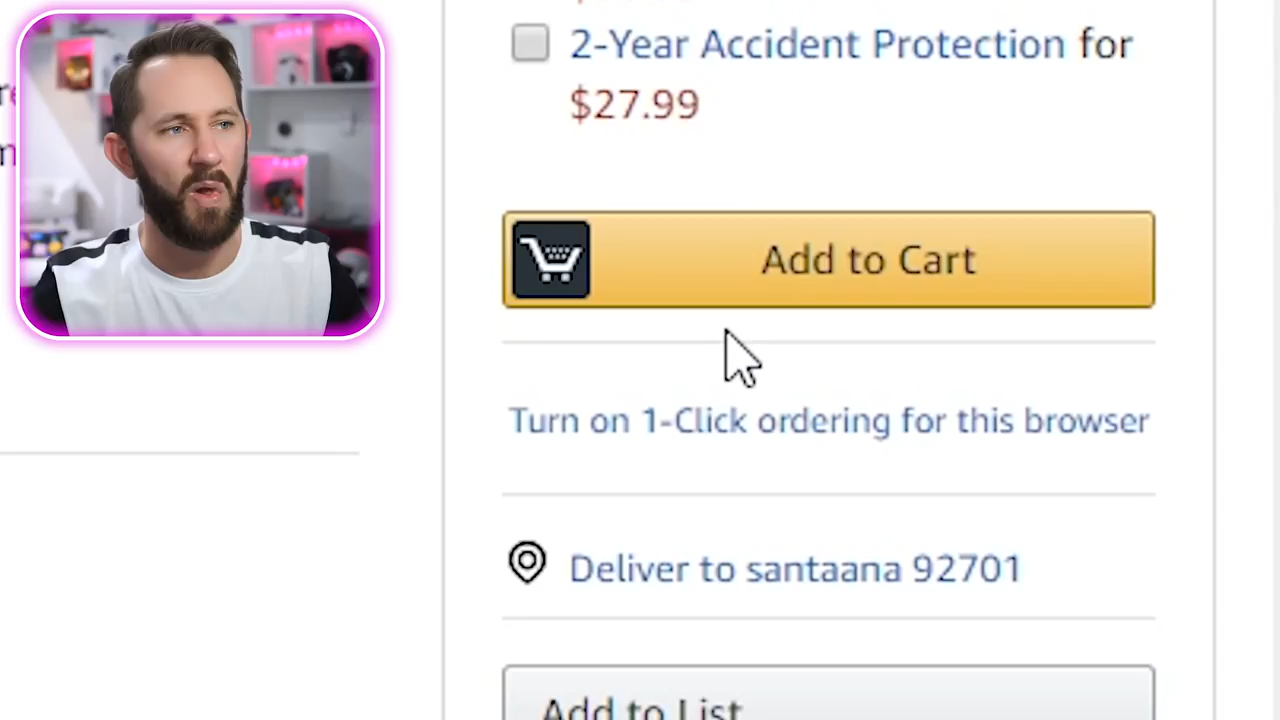 2-Year Accident Protection for
$27.99
Add to Cart
Turn on 1-Click ordering for this browser
Deliver to santaana 92701
Add to List